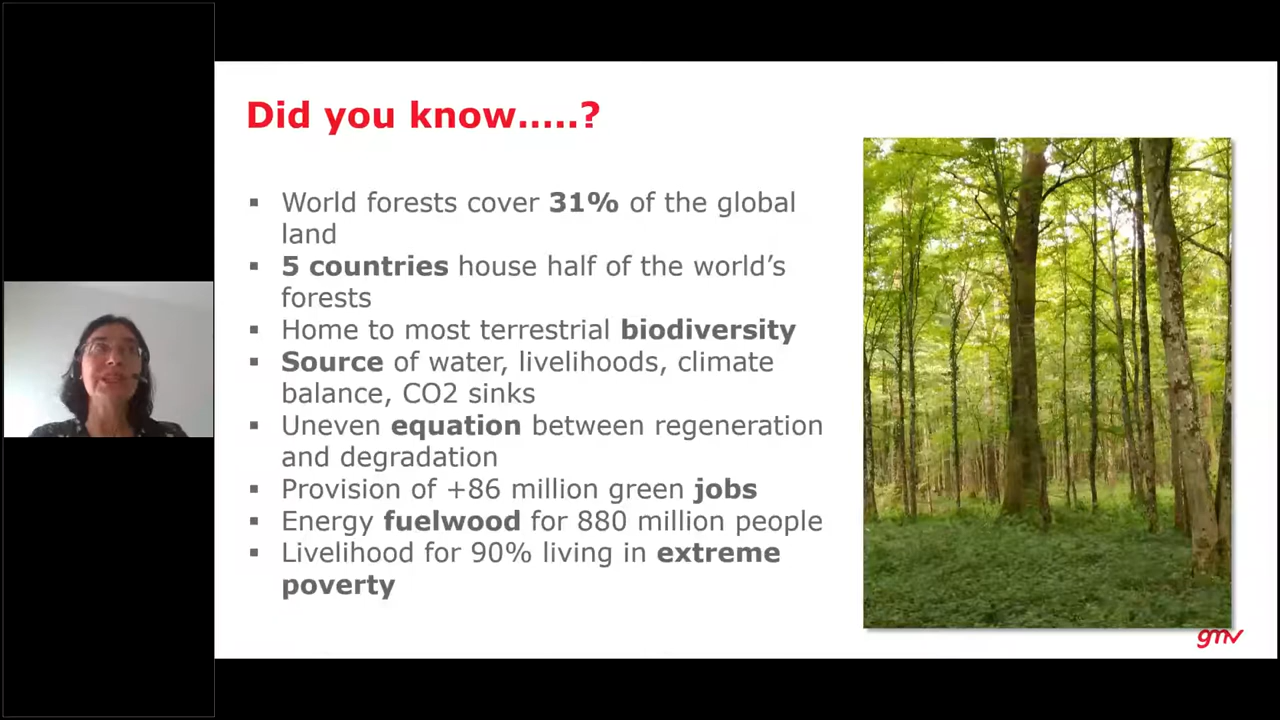 Did you know.....?
▪ World forests cover 31% of the global
land
▪ 5 countries house half of the world’s
forests
▪ Home to most terrestrial biodiversity
▪ Source of water, livelihoods, climate
balance, CO2 sinks
▪ Uneven equation between regeneration
and degradation
▪ Provision of +86 million green jobs
▪ Energy fuelwood for 880 million people
▪ Livelihood for 90% living in extreme
poverty
gmv